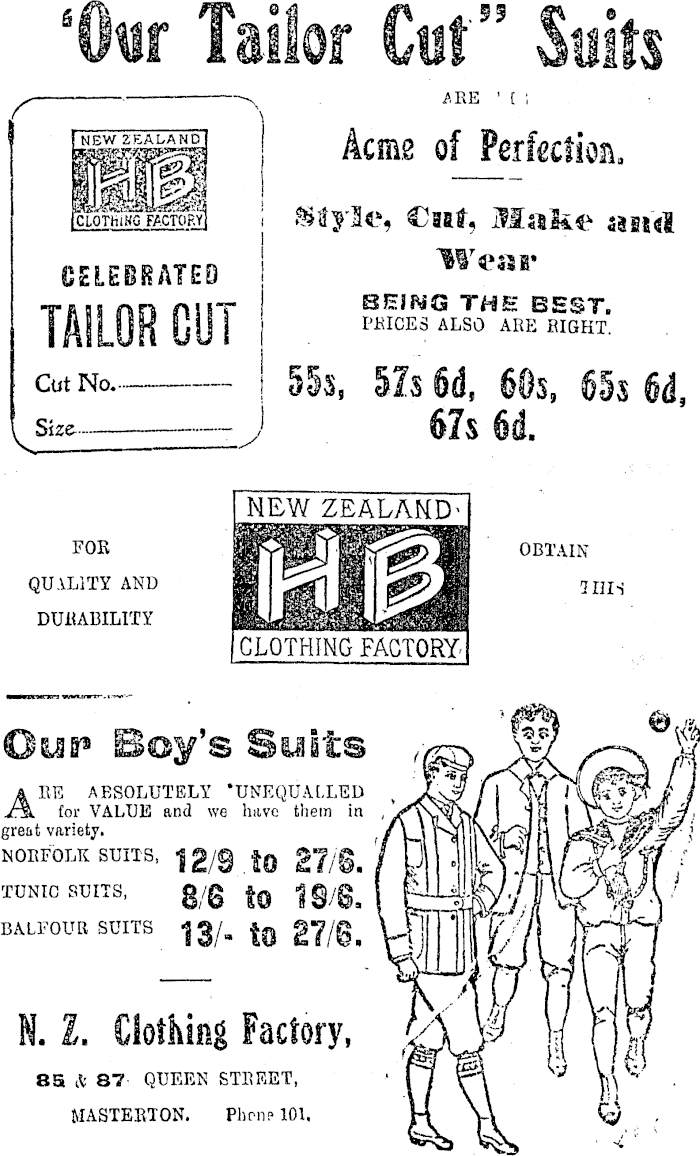 'Our Tailor Cut" Suits
ARE
Acme of Perfection.
Style, Cut, Make and
Wear
BEING THE BEST.
PRICES ALSO ARE RIGHT.
55s, 57s 6d, 60s, 65s 6d,
67s 6d.
NEW ZEALAND
HB
CLOTHING FACTORY
CELEBRATED
TAILOR CUT
Cut No.
Size
FOR
QUALITY AND
DURABILITY
NEW ZEALAND
HB
CLOTHING FACTORY
OBTAIN
THIS
Our Boy's Suits
ARE ABSOLUTELY 'UNEQUALLED
for VALUE and we have them in
great variety.
NORFOLK SUITS, 12/9 to 27/6.
TUNIC SUITS, 8/6 to 19/6.
BALFOUR SUITS 13/- to 27/6.
N. Z. Clothing Factory,
85 & 87 QUEEN STREET,
MASTERTON. Phone 101.